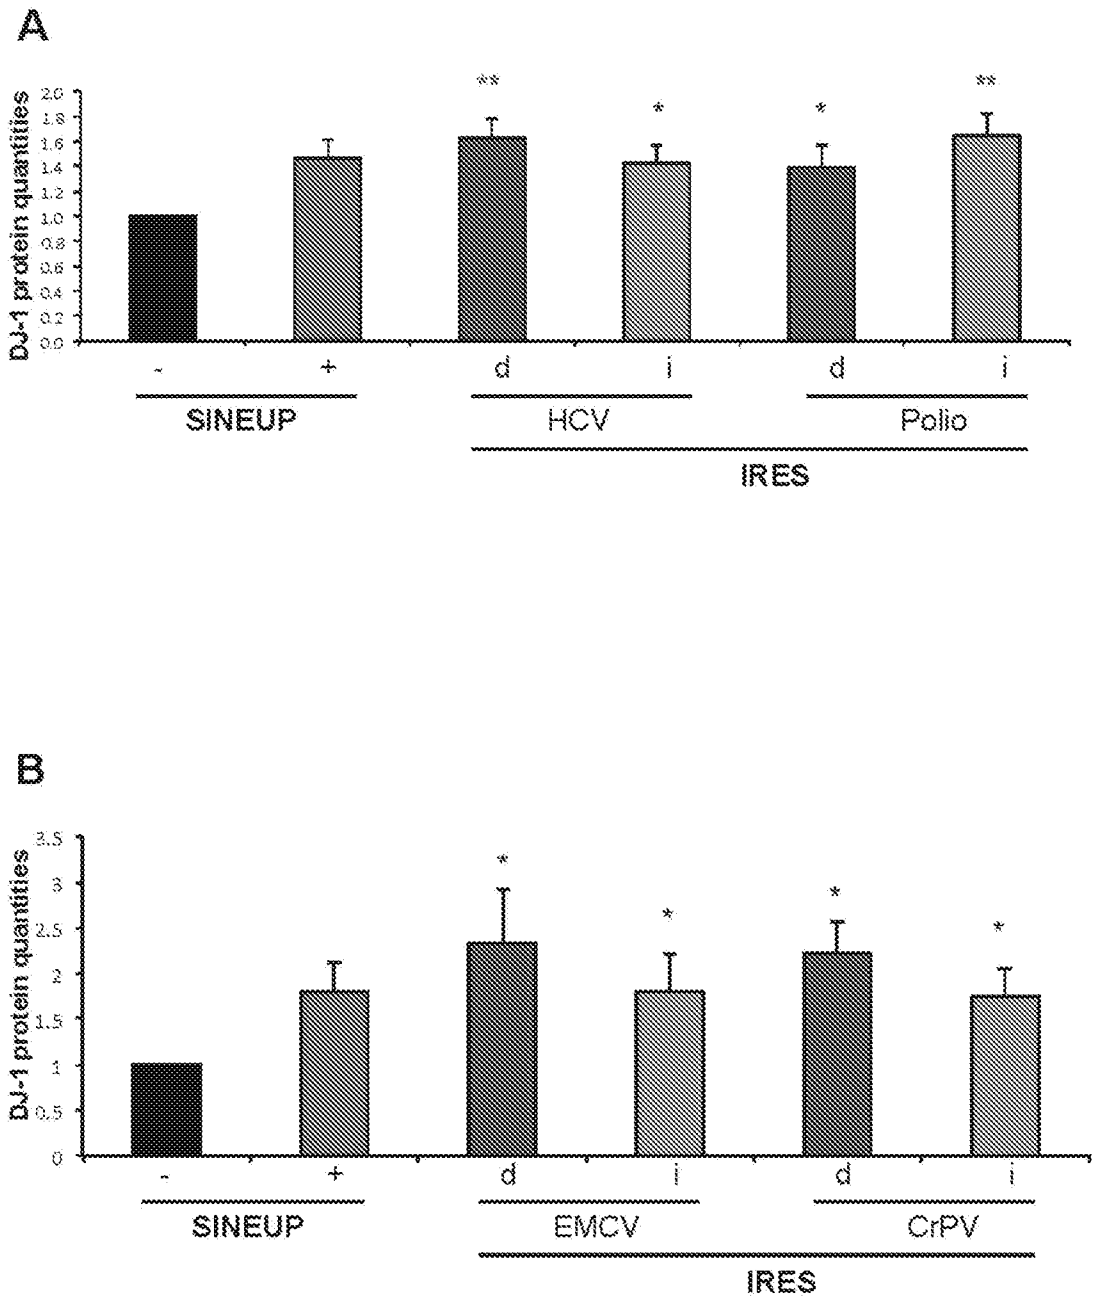 A
DJ-1 protein quantities
2.0
1.8
1.6
1.4
1.2
1.0
0.8
0.6
0.4
0.2
0.0
** * * **
- + d i d i
SINEUP HCV Polio
IRES
B
DJ-1 protein quantities
3.5
3
2.5
2
1.5
1
0.5
0
* * * *
- + d i d i
SINEUP EMCV CrPV
IRES